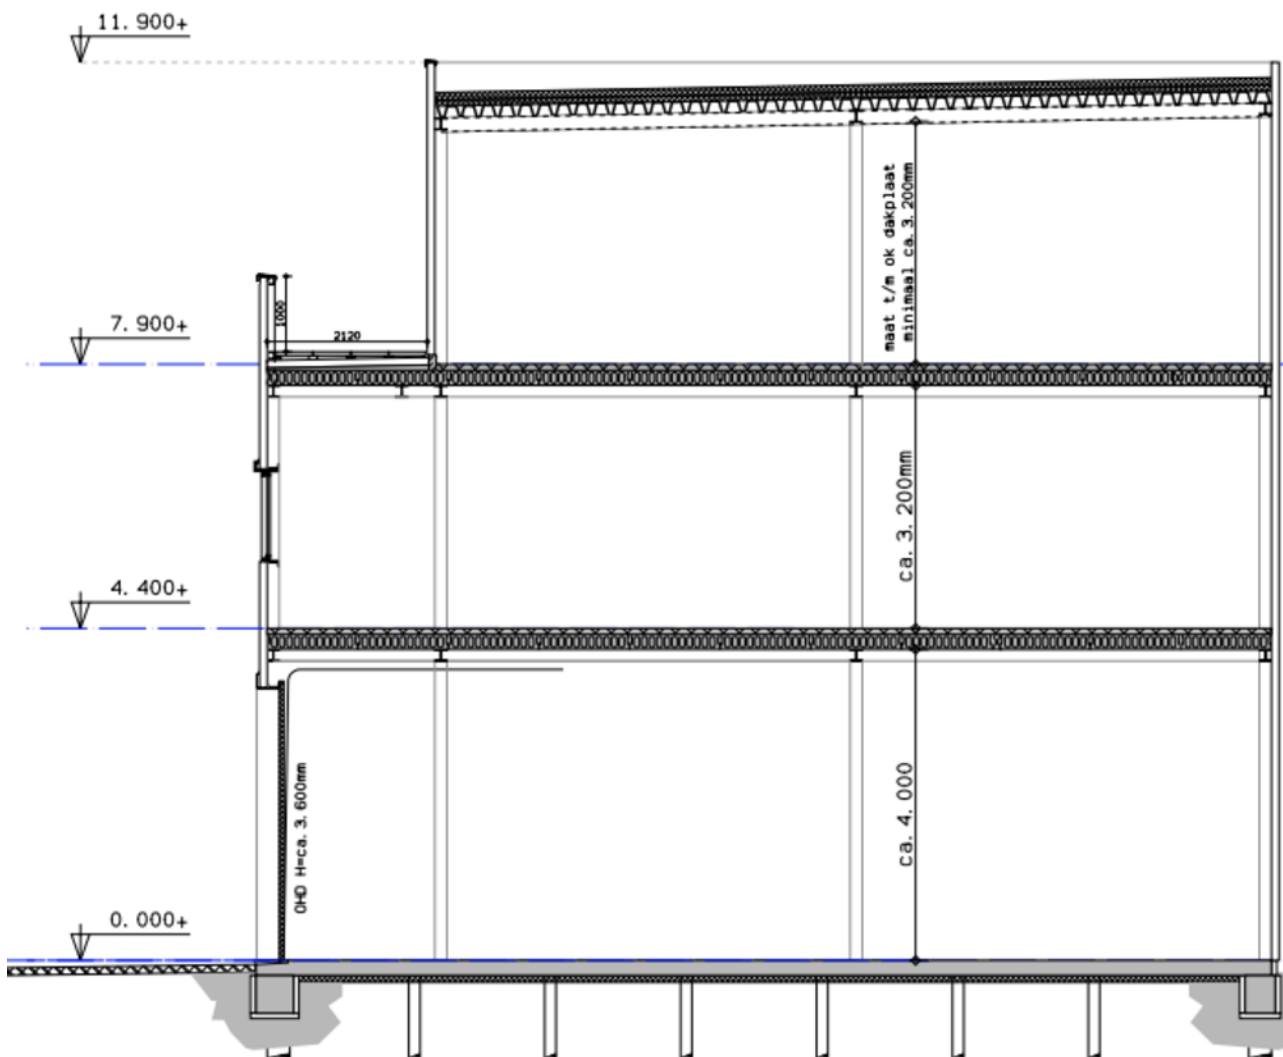 11.900+
maat t/m ok dakplaat
minimaal ca.3.200mm
1000
2120
7.900+
ca.3.200mm
4.400+
OHD H=ca.3.600mm
ca.4.000
0.000+